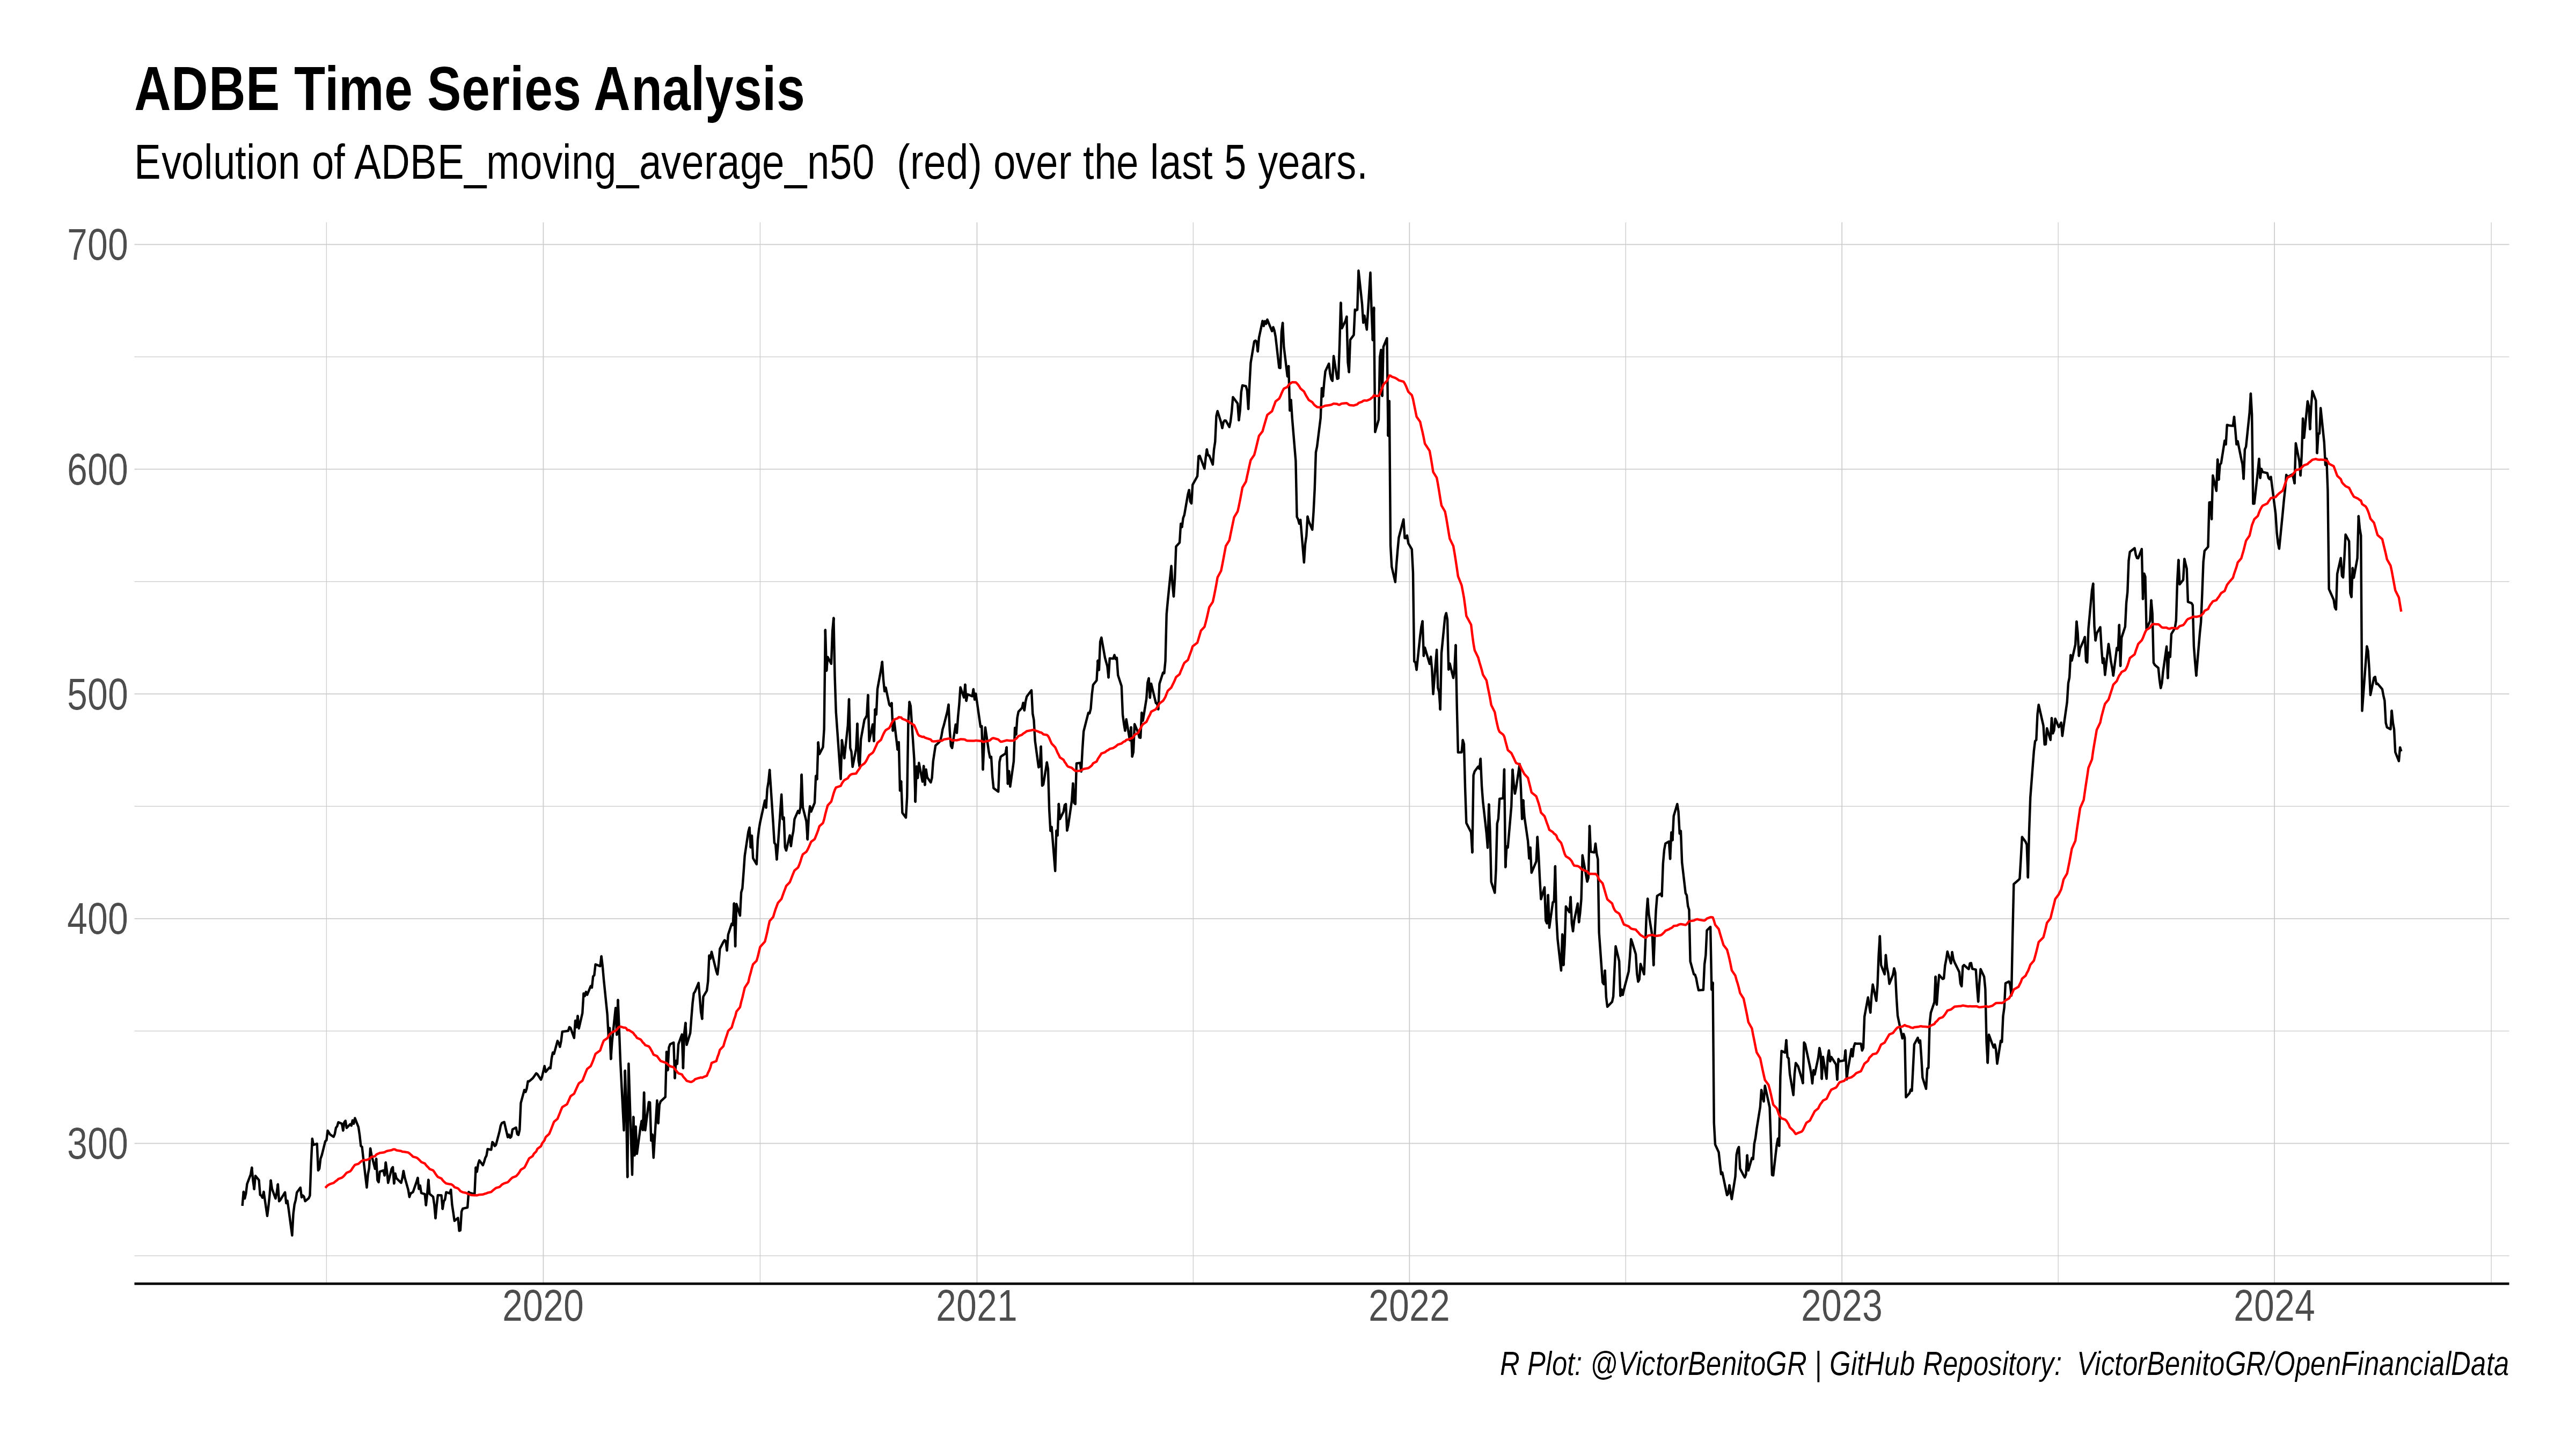 ADBE Time Series Analysis
Evolution of ADBE_moving_average_n50  (red) over the last 5 years.
700
600
500
400
300
2020 2021 2022 2023 2024
R Plot: @VictorBenitoGR | GitHub Repository:  VictorBenitoGR/OpenFinancialData